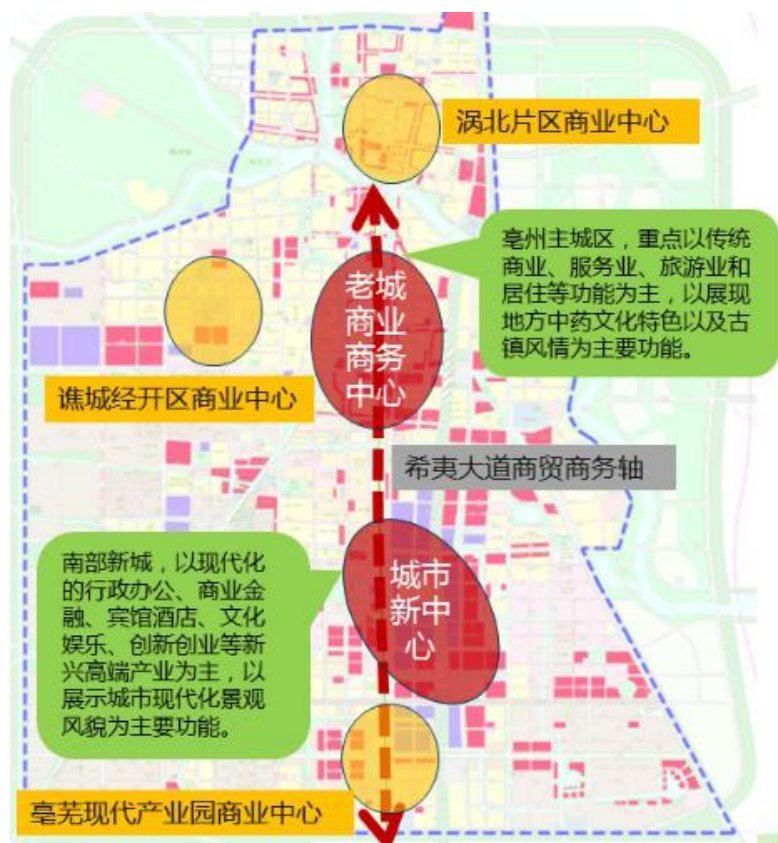 涡北片区商业中心
亳州主城区，重点以传统
商业、服务业、旅游业和
居住等功能为主，以展现
地方中药文化特色以及古
镇风情为主要功能。
老城
商业
商务
中心
谯城经开区商业中心
希夷大道商贸商务轴
南部新城，以现代化
的行政办公、商业金
融、宾馆酒店、文化
娱乐、创新创业等新
兴高端产业为主，以
展示城市现代化景观
风貌为主要功能。
城市
新中
心
亳芜现代产业园商业中心